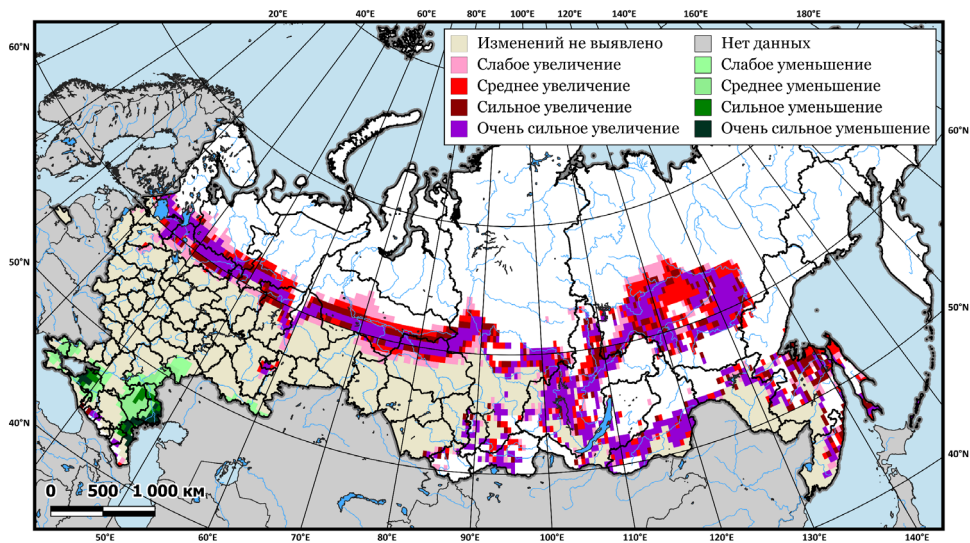 20°E 40°E 60°E 80°E 100°E 120°E 140°E 160°E 180°E
60°N
Изменений не выявлено
Нет данных
Слабое увеличение
Слабое уменьшение
Среднее увеличение
Среднее уменьшение
Сильное увеличение
Сильное уменьшение
Очень сильное увеличение
Очень сильное уменьшение
60°N
50°N
50°N
40°N
40°N
0 500 1 000 км
50°E 60°E 70°E 80°E 90°E 100°E 110°E 120°E 130°E 140°E